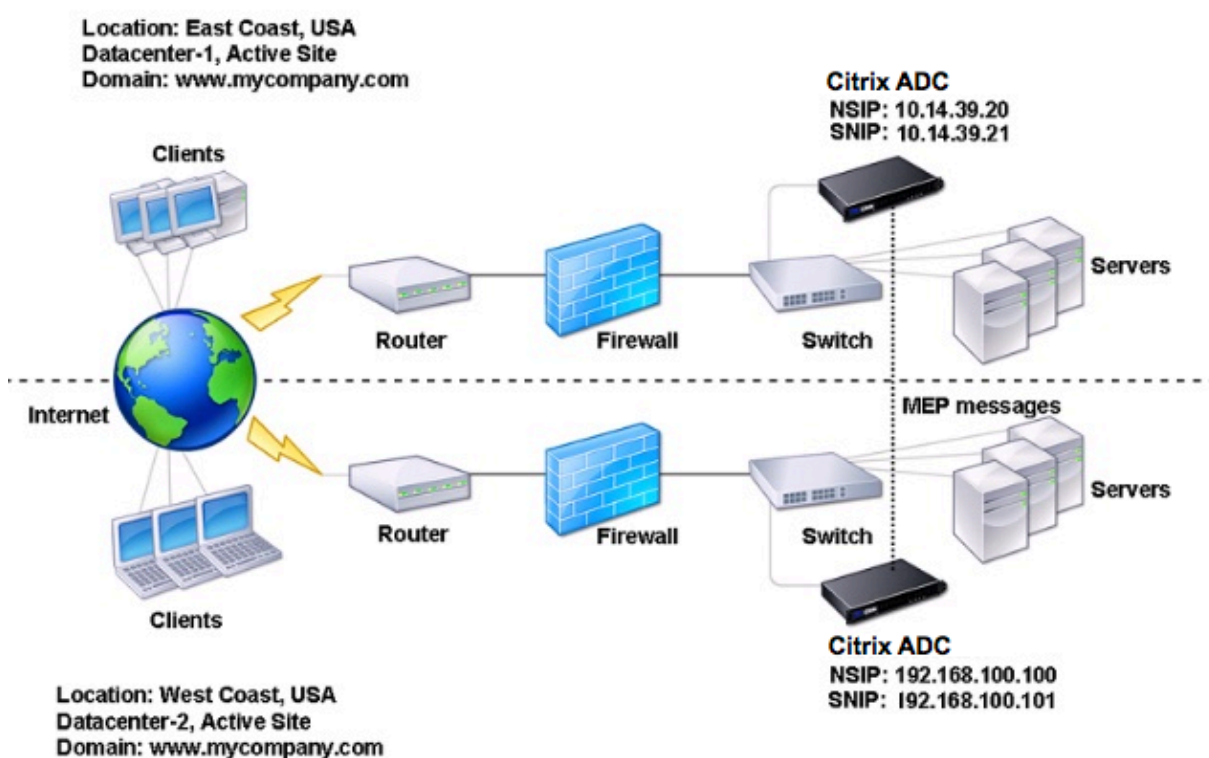 Location: East Coast, USA
Datacenter-1, Active Site
Domain: www.mycompany.com
Citrix ADC
NSIP: 10.14.39.20
SNIP: 10.14.39.21
Clients
Servers
Router
Firewall
Switch
Internet
MEP messages
Servers
Router
Firewall
Switch
Clients
Citrix ADC
NSIP: 192.168.100.100
SNIP: I92.168.100.101
Location: West Coast, USA
Datacenter-2, Active Site
Domain: www.mycompany.com